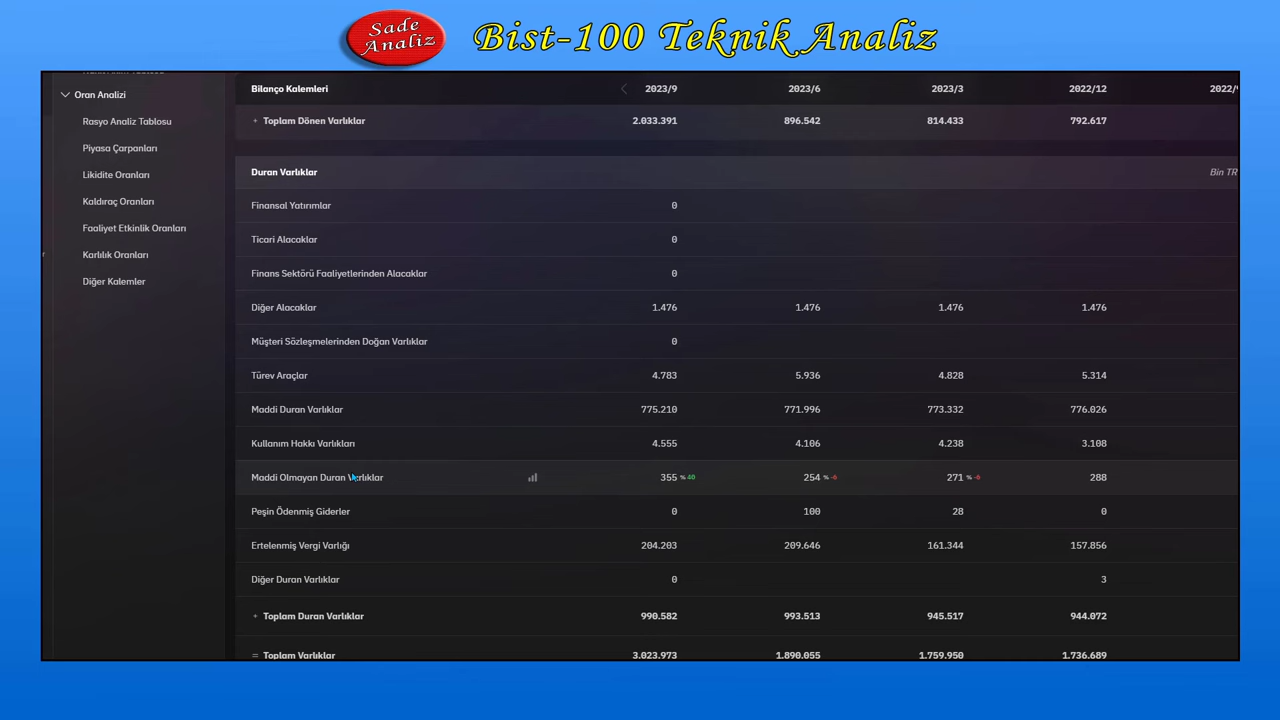 Sade
Analiz
Bist-100 Teknik Analiz
Oran Analizi
Rasyo Analiz Tablosu
Piyasa Çarpanları
Likidite Oranları
Kaldıraç Oranları
Faaliyet Etkinlik Oranları
Karlılık Oranları
Diğer Kalemler
Bilanço Kalemleri 2023/9 2023/6 2023/3 2022/12 2022/
+ Toplam Dönen Varlıklar 2.033.391 896.542 814.433 792.617
Duran Varlıklar Bin TR
Finansal Yatırımlar 0
Ticari Alacaklar 0
Finans Sektörü Faaliyetlerinden Alacaklar 0
Diğer Alacaklar 1.476 1.476 1.476 1.476
Müşteri Sözleşmelerinden Doğan Varlıklar 0
Türev Araçlar 4.783 5.936 4.828 5.314
Maddi Duran Varlıklar 775.210 771.996 773.332 776.026
Kullanım Hakkı Varlıkları 4.555 4.106 4.238 3.108
Maddi Olmayan Duran Varlıklar 355 % 40 254 % -6 271 % -6 288
Peşin Ödenmiş Giderler 0 100 28 0
Ertelenmiş Vergi Varlığı 204.203 209.646 161.344 157.856
Diğer Duran Varlıklar 0 3
+ Toplam Duran Varlıklar 990.582 993.513 945.517 944.072
= Toplam Varlıklar 3.023.973 1.890.055 1.759.950 1.736.689